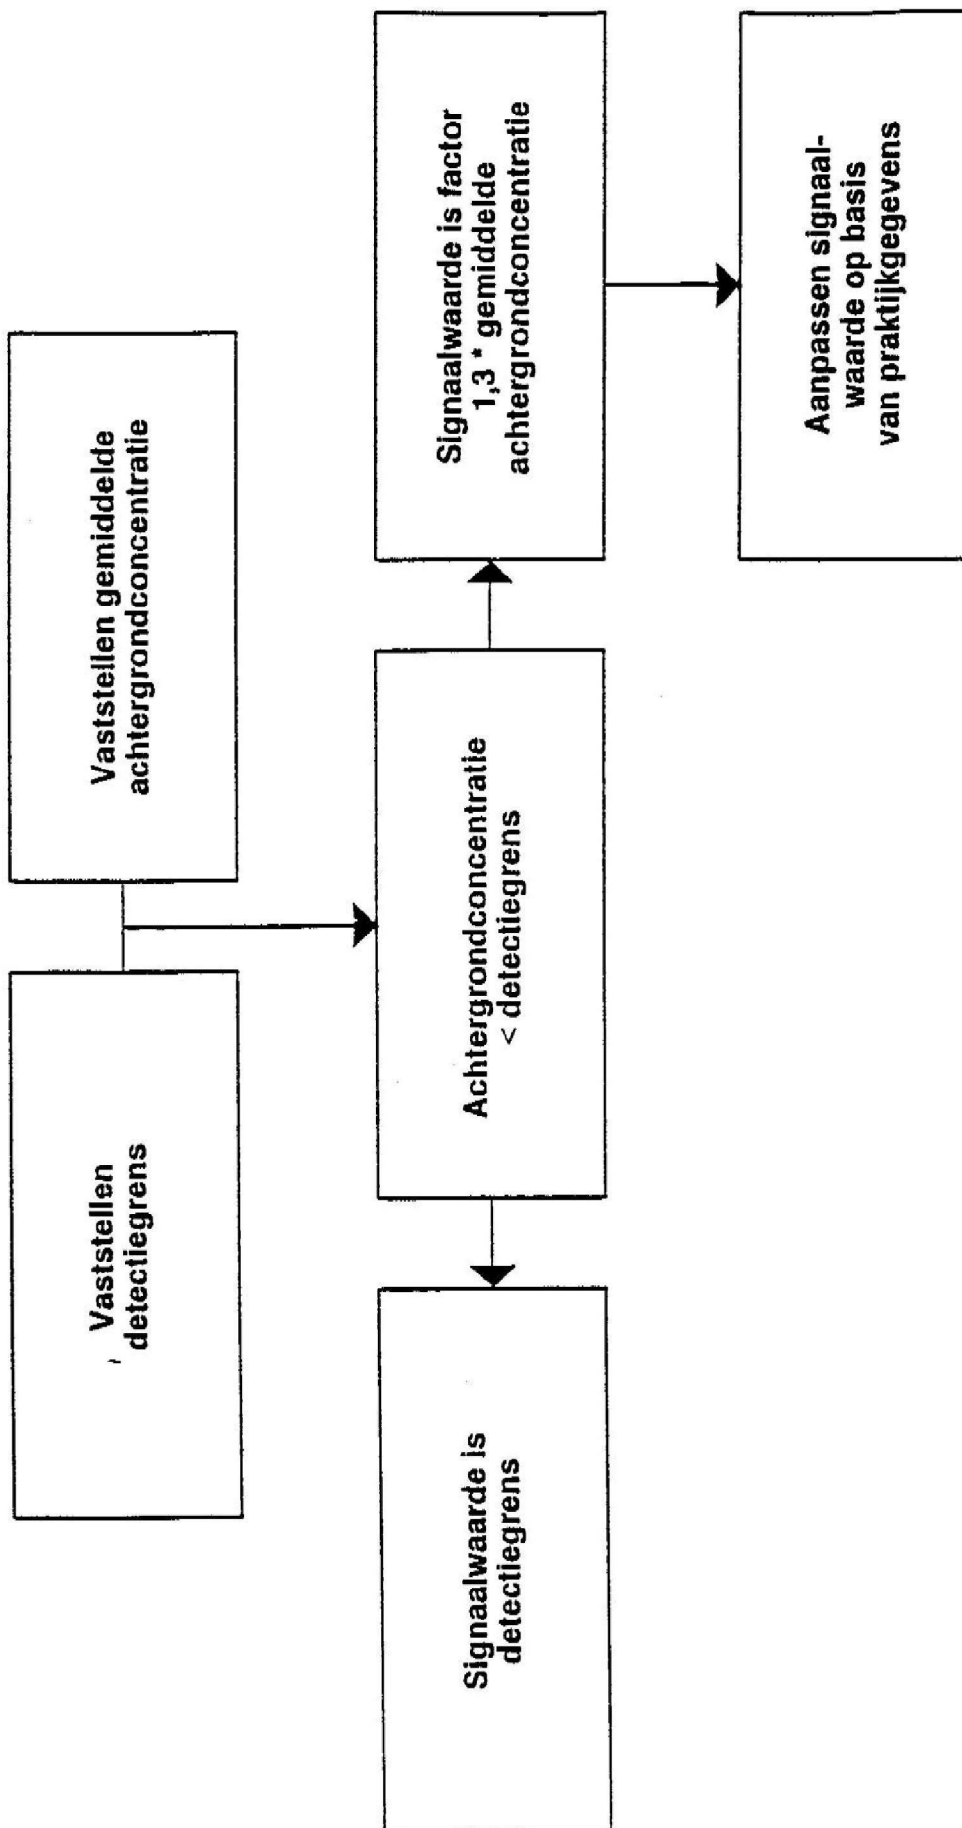 Vaststellen
detectiegrens
Vaststellen gemiddelde
achtergrondconcentratie
Signaalwaarde is
detectiegrens
Achtergrondconcentratie
< detectiegrens
Signaalwaarde is factor
1,3 * gemiddelde
achtergrondconcentratie
Aanpassen signaal-
waarde op basis
van praktijkgegevens